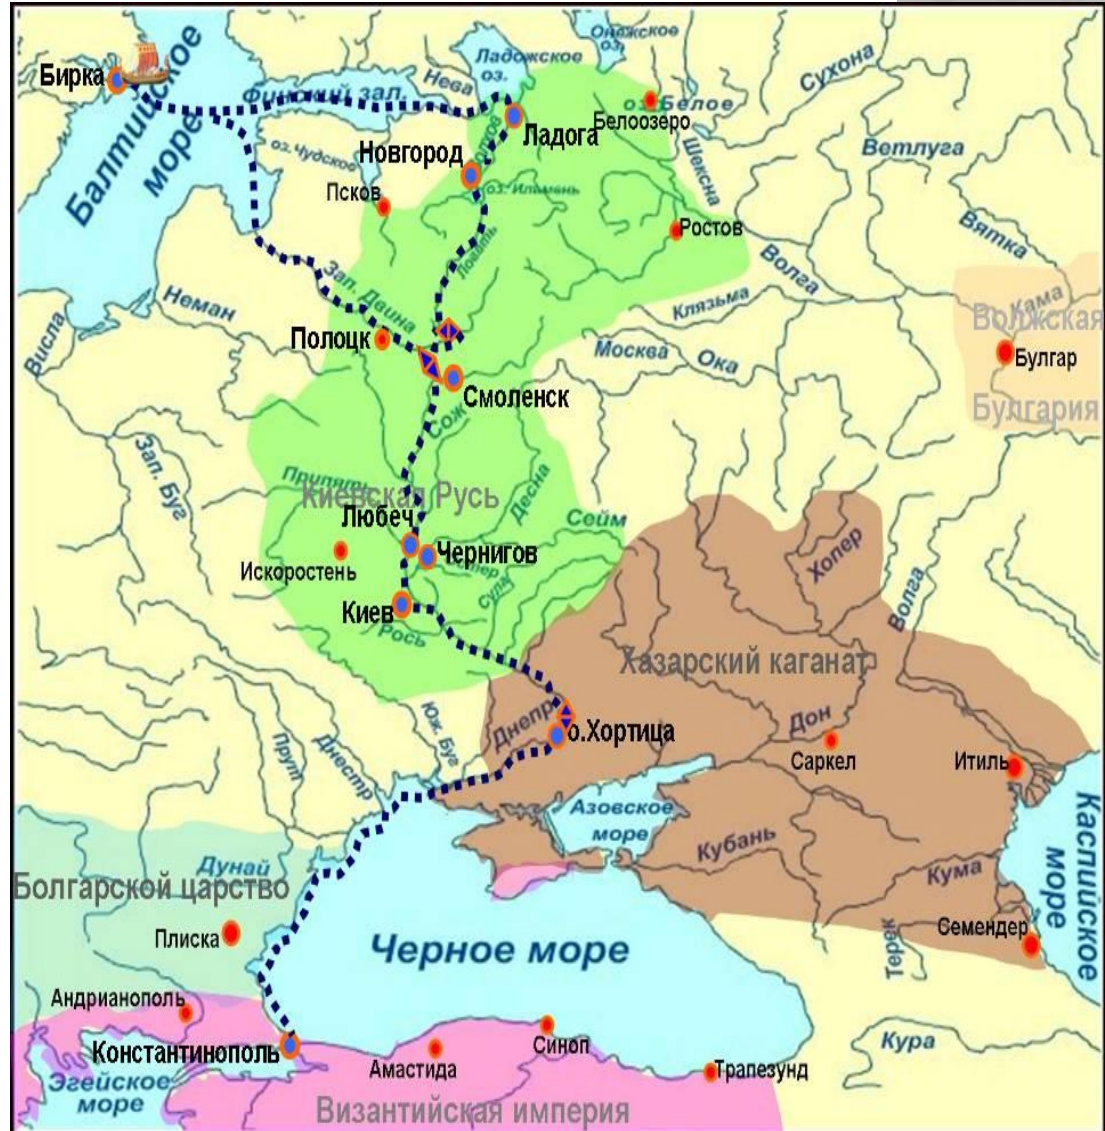 Онежское
оз.
Ладожское
оз.
Сухона
Бирка
Нева
Финский зал.
оз. Белое
Белоозеро
Балтийское
море
Ладога
Волхов
Новгород
оз. Чудское
Шексна
Ветлуга
Псков
оз. Ильмень
Ростов
Вятка
Ловать
Волга
Зап. Двина
Неман
Висла
Клязьма
Кама
Волжская
Булгария
Полоцк
Москва
Ока
Булгар
Смоленск
Сож
Зап. Буг
Припять
Киевская Русь
Десна
Любеч
Сейм
Чернигов
Искоростень
Сула
Хопер
Волга
Киев
Рось
Хазарский каганат
Днепр
о.Хортица
Юж. Буг
Дон
Саркел
Итиль
Прут
Днестр
Азовское
море
Каспийское
море
Кубань
Дунай
Болгарской царство
Кума
Плиска
Черное море
Семендер
Терек
Андрианополь
Константинополь
Синоп
Амастида
Трапезунд
Кура
Эгейское
море
Византийская империя